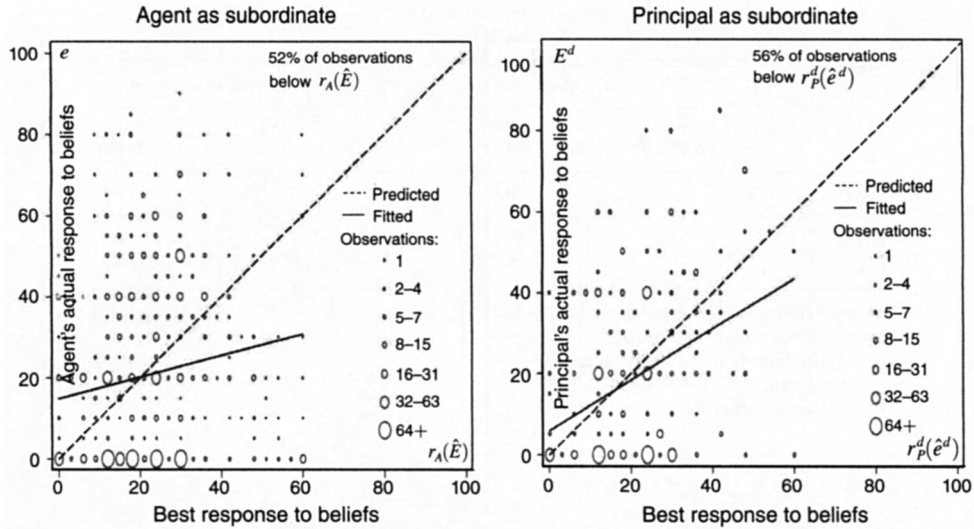 Agent as subordinate
100
e
52% of observations
below r_A(Ê)
80
60
40
20
0
Agent's actual response to beliefs
Predicted
Fitted
Observations:
1
2–4
5–7
8–15
16–31
32–63
64+
r_A(Ê)
0 20 40 60 80 100
Best response to beliefs
Principal as subordinate
100
E^d
56% of observations
below r_P^d(ê^d)
80
60
40
20
0
Principal's actual response to beliefs
Predicted
Fitted
Observations:
1
2–4
5–7
8–15
16–31
32–63
64+
r_P^d(ê^d)
0 20 40 60 80 100
Best response to beliefs